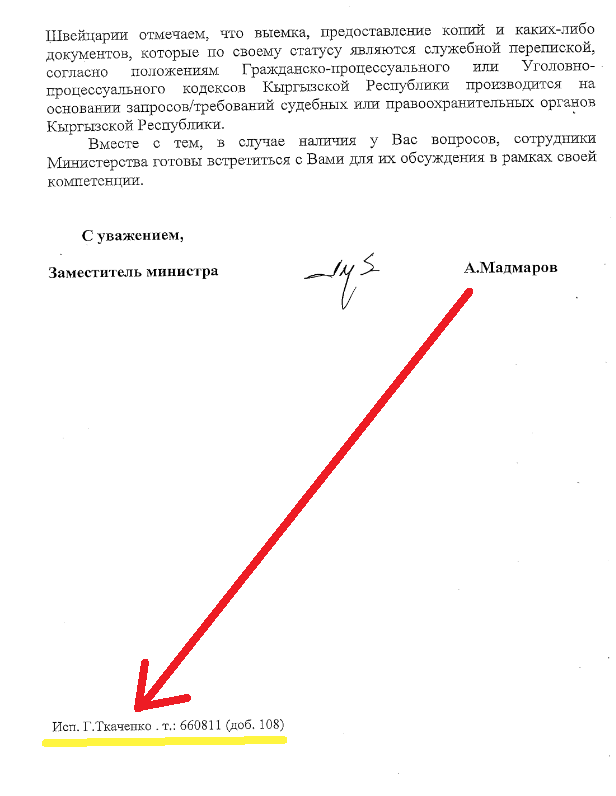 Швейцарии отмечаем, что выемка, предоставление копий и каких-либо
документов, которые по своему статусу являются служебной перепиской,
согласно положениям Гражданско-процессуального или Уголовно-
процессуального кодексов Кыргызской Республики производится на
основании запросов/требований судебных или правоохранительных органов
Кыргызской Республики.
Вместе с тем, в случае наличия у Вас вопросов, сотрудники
Министерства готовы встретиться с Вами для их обсуждения в рамках своей
компетенции.
С уважением,
Заместитель министра А.Мадмаров
Исп. Г.Ткаченко . т.: 660811 (доб. 108)